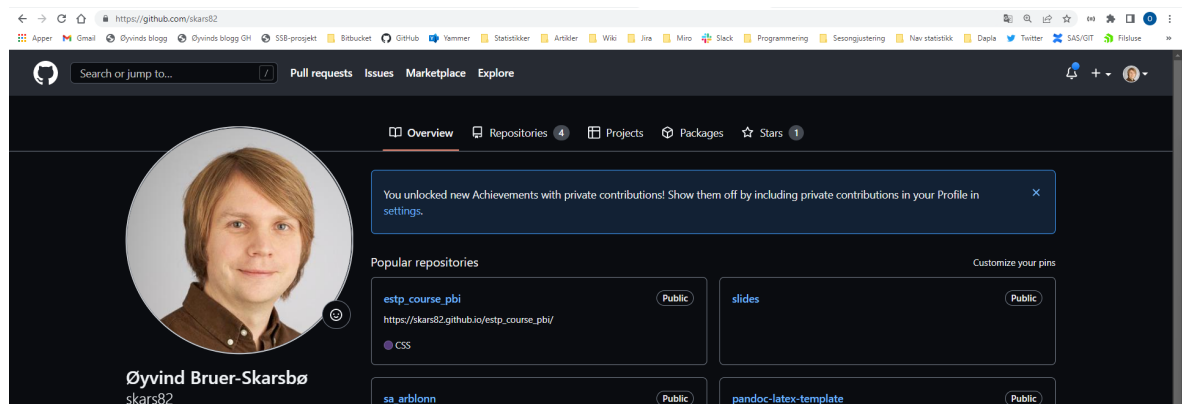 https://github.com/skars82
Apper Gmail Øyvinds blogg Øyvinds blogg GH SSB-prosjekt Bitbucket GitHub Yammer Statistikker Artikler Wiki Jira Miro Slack Programmering Sesongjustering Nav statistikk Dapla Twitter SAS/GIT Filsluse »
Search or jump to... / Pull requests Issues Marketplace Explore
Overview Repositories 4 Projects Packages Stars 1
You unlocked new Achievements with private contributions! Show them off by including private contributions in your Profile in
settings.
Popular repositories Customize your pins
estp_course_pbi Public
https://skars82.github.io/estp_course_pbi/
CSS
slides Public
Øyvind Bruer-Skarsbø
skars82
sa_arblonn Public
pandoc-latex-template Public